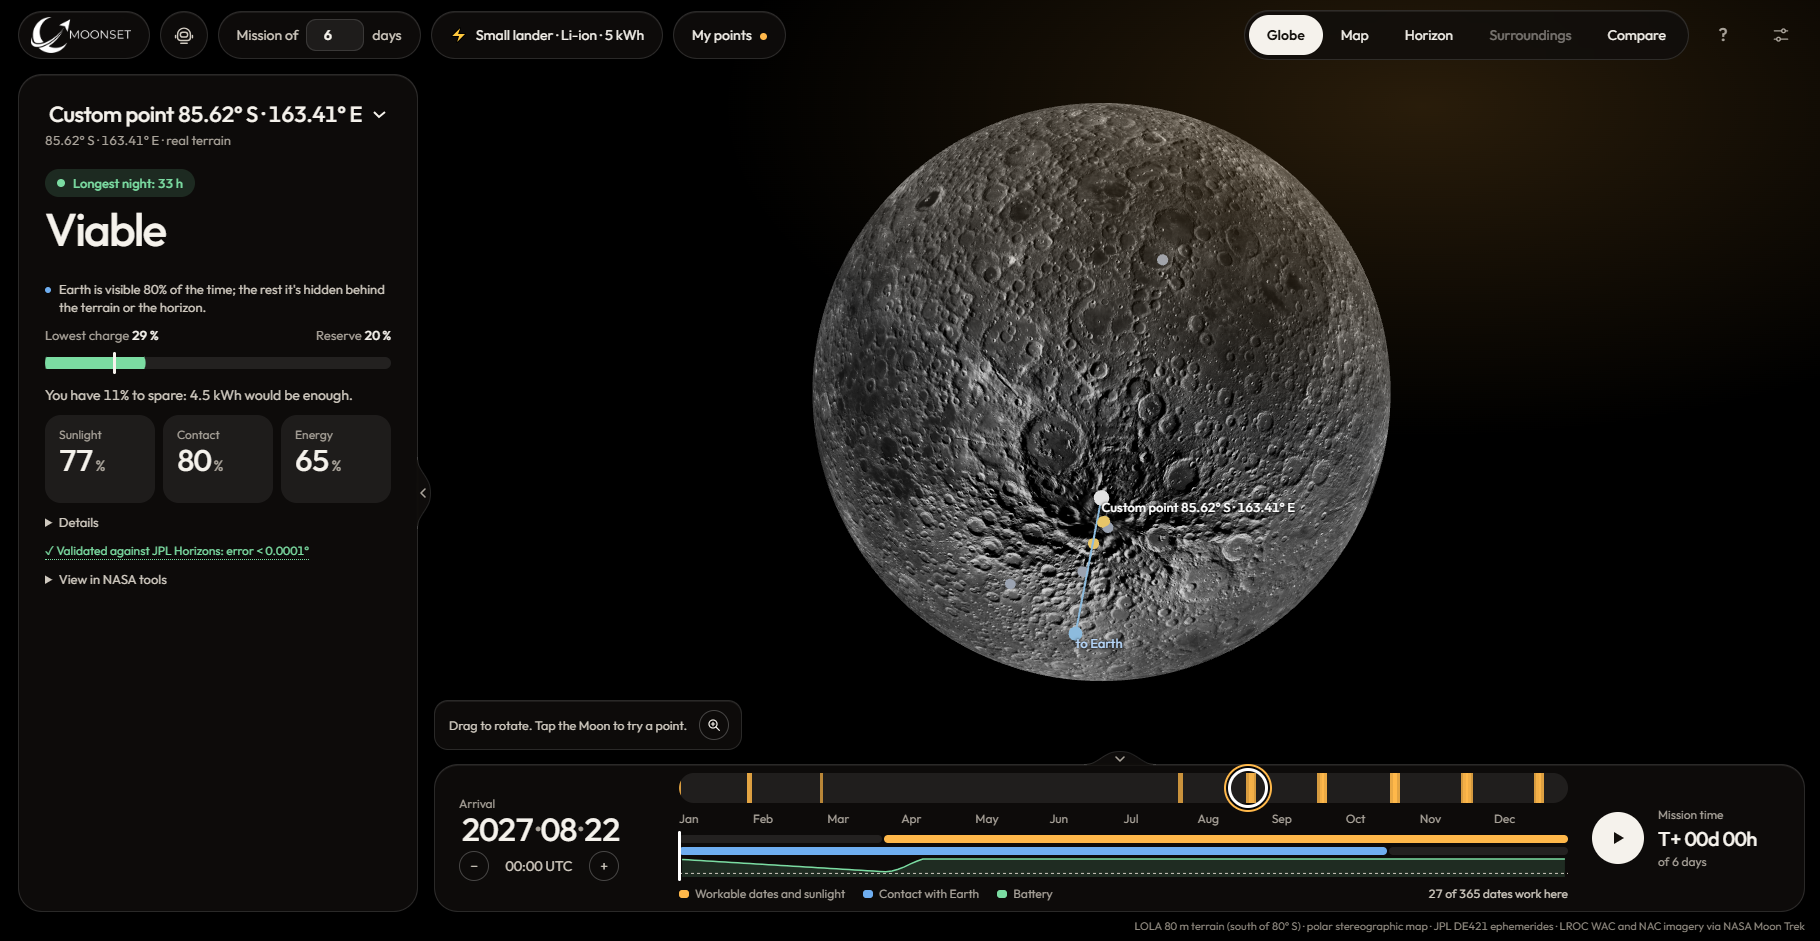 MOONSET
Mission of 6 days
Small lander · Li-ion · 5 kWh
My points
Globe
Map
Horizon
Surroundings
Compare
?
Custom point 85.62° S · 163.41° E
85.62° S · 163.41° E · real terrain
Longest night: 33 h
Viable
Earth is visible 80% of the time; the rest it's hidden behind
the terrain or the horizon.
Lowest charge 29 %
Reserve 20 %
You have 11% to spare: 4.5 kWh would be enough.
Sunlight
77 %
Contact
80 %
Energy
65 %
Details
✓ Validated against JPL Horizons: error < 0.0001°
View in NASA tools
Custom point 85.62° S · 163.41° E
to Earth
Drag to rotate. Tap the Moon to try a point.
Arrival
2027·08·22
− 00:00 UTC +
Jan Feb Mar Apr May Jun Jul Aug Sep Oct Nov Dec
Workable dates and sunlight
Contact with Earth
Battery
27 of 365 dates work here
Mission time
T+ 00d 00h
of 6 days
LOLA 80 m terrain (south of 80° S) · polar stereographic map · JPL DE421 ephemerides · LROC WAC and NAC imagery via NASA Moon Trek